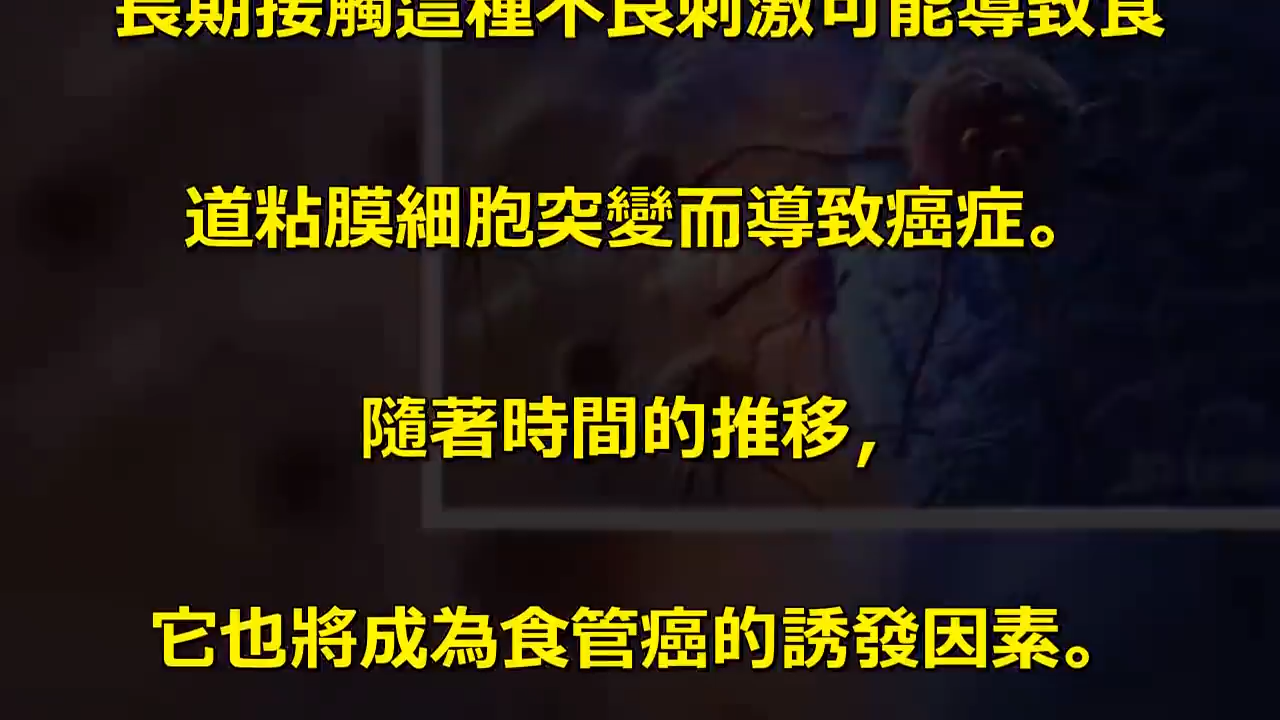 長期接觸這種不良刺激可能導致食
道粘膜細胞突變而導致癌症。
隨著時間的推移，
它也將成為食管癌的誘發因素。